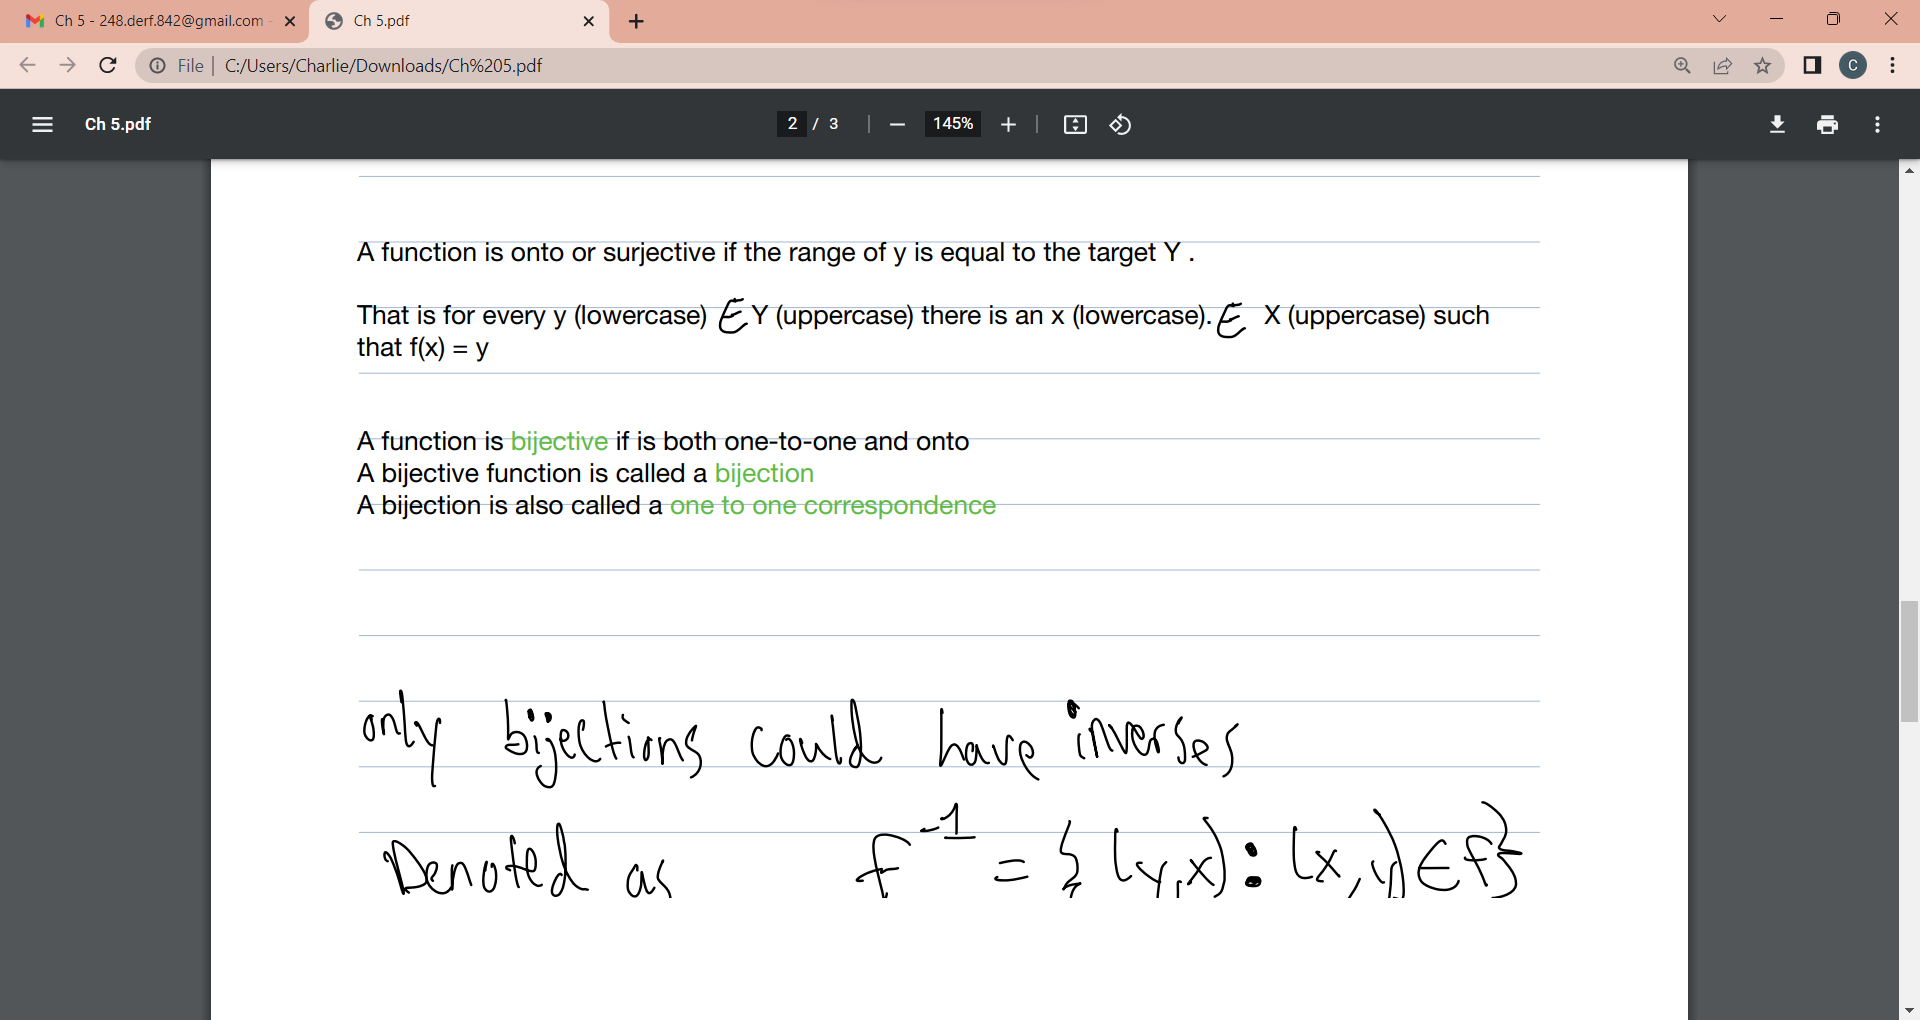 Ch 5 - 248.derf.842@gmail.com -
Ch 5.pdf
File | C:/Users/Charlie/Downloads/Ch%205.pdf
C
Ch 5.pdf
2 / 3 | − 145% + |
A function is onto or surjective if the range of y is equal to the target Y .
That is for every y (lowercase) ∈ Y (uppercase) there is an x (lowercase). ∈ X (uppercase) such
that f(x) = y
A function is bijective if is both one-to-one and onto
A bijective function is called a bijection
A bijection is also called a one to one correspondence
only bijections could have inverses
Denoted as f⁻¹ = { (y,x) : (x,y) ∈ f}